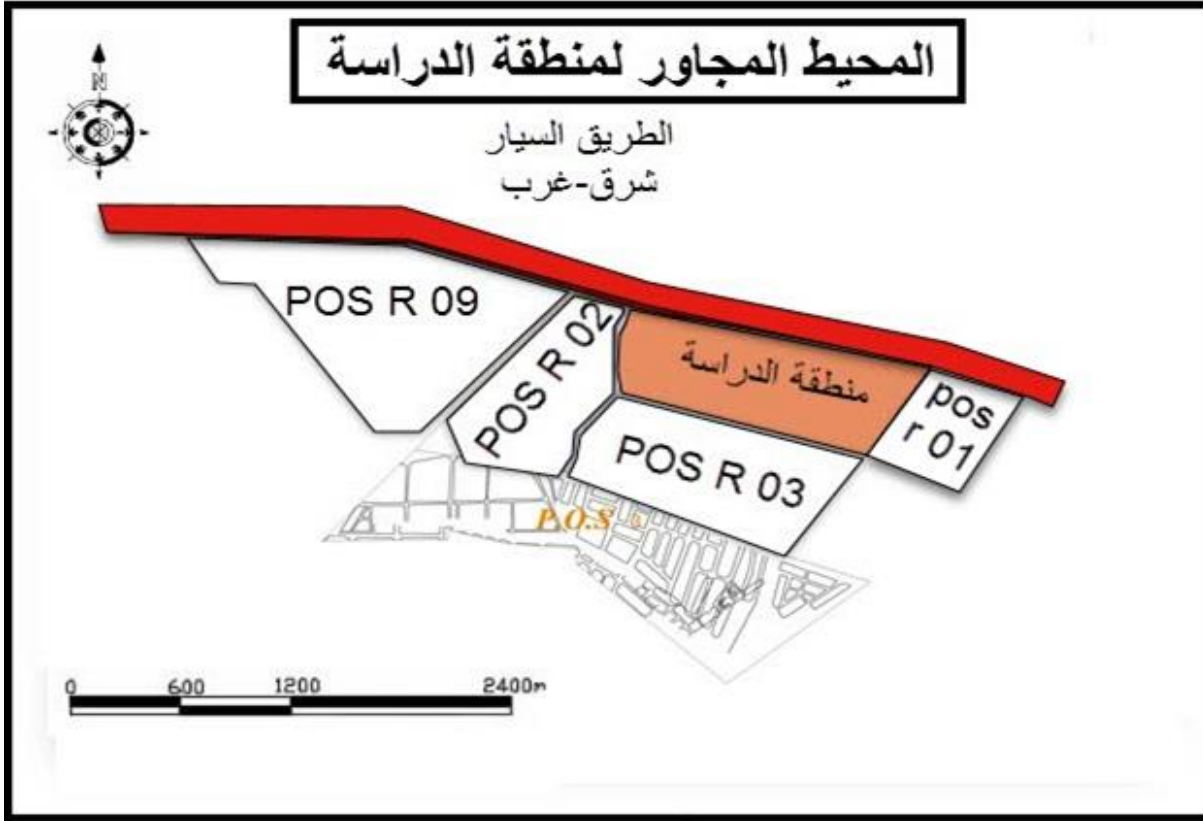 المحيط المجاور لمنطقة الدراسة
N
الطريق السيار
شرق-غرب
POS R 09
POS R 02
منطقة الدراسة
pos
r 01
POS R 03
P.O.S
0 600 1200 2400m